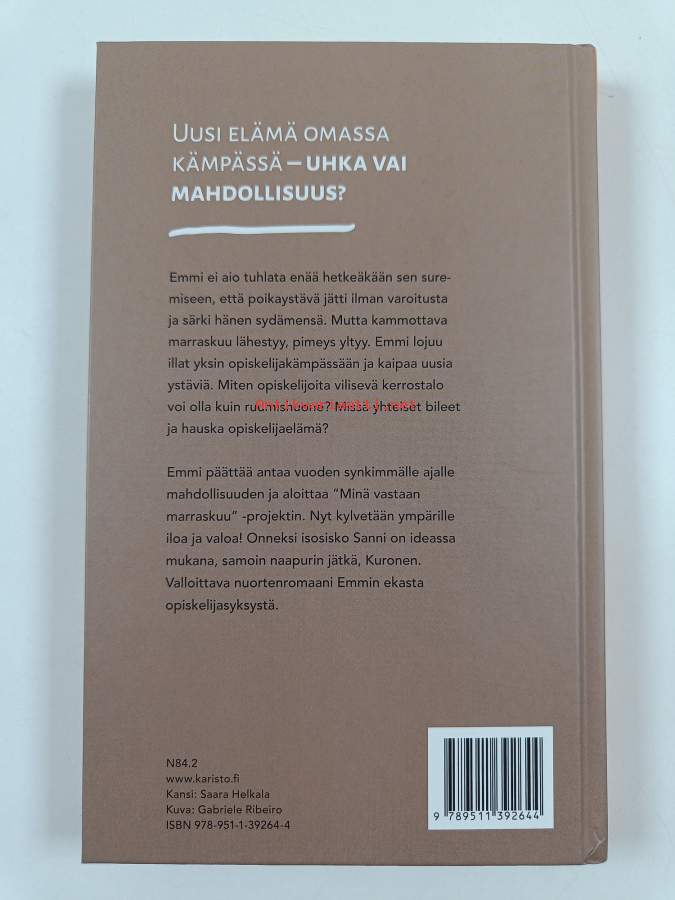 UUSI ELÄMÄ OMASSA
KÄMPÄSSÄ – UHKA VAI
MAHDOLLISUUS?
Emmi ei aio tuhlata enää hetkeäkään sen sure-
miseen, että poikaystävä jätti ilman varoitusta
ja särki hänen sydämensä. Mutta kammottava
marraskuu lähestyy, pimeys yltyy. Emmi lojuu
illat yksin opiskelijakämpässään ja kaipaa uusia
ystäviä. Miten opiskelijoita vilisevä kerrostalo
voi olla kuin ruumishuone? Missä yhteiset bileet
ja hauska opiskelijaelämä?
Emmi päättää antaa vuoden synkimmälle ajalle
mahdollisuuden ja aloittaa ”Minä vastaan
marraskuu” -projektin. Nyt kylvetään ympärille
iloa ja valoa! Onneksi isosisko Sanni on ideassa
mukana, samoin naapurin jätkä, Kuronen.
Valloittava nuortenromaani Emmin ekasta
opiskelijasyksystä.
N84.2
www.karisto.fi
Kansi: Saara Helkala
Kuva: Gabriele Ribeiro
ISBN 978-951-1-39264-4
9 789511 392644